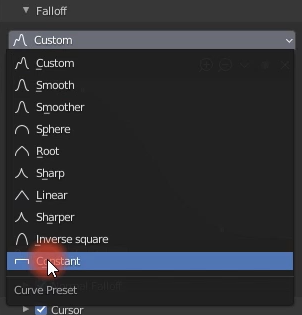 Falloff
Custom
Custom
Smooth
Smoother
Sphere
Root
Sharp
Linear
Sharper
Inverse square
Constant
Curve Preset
Cursor